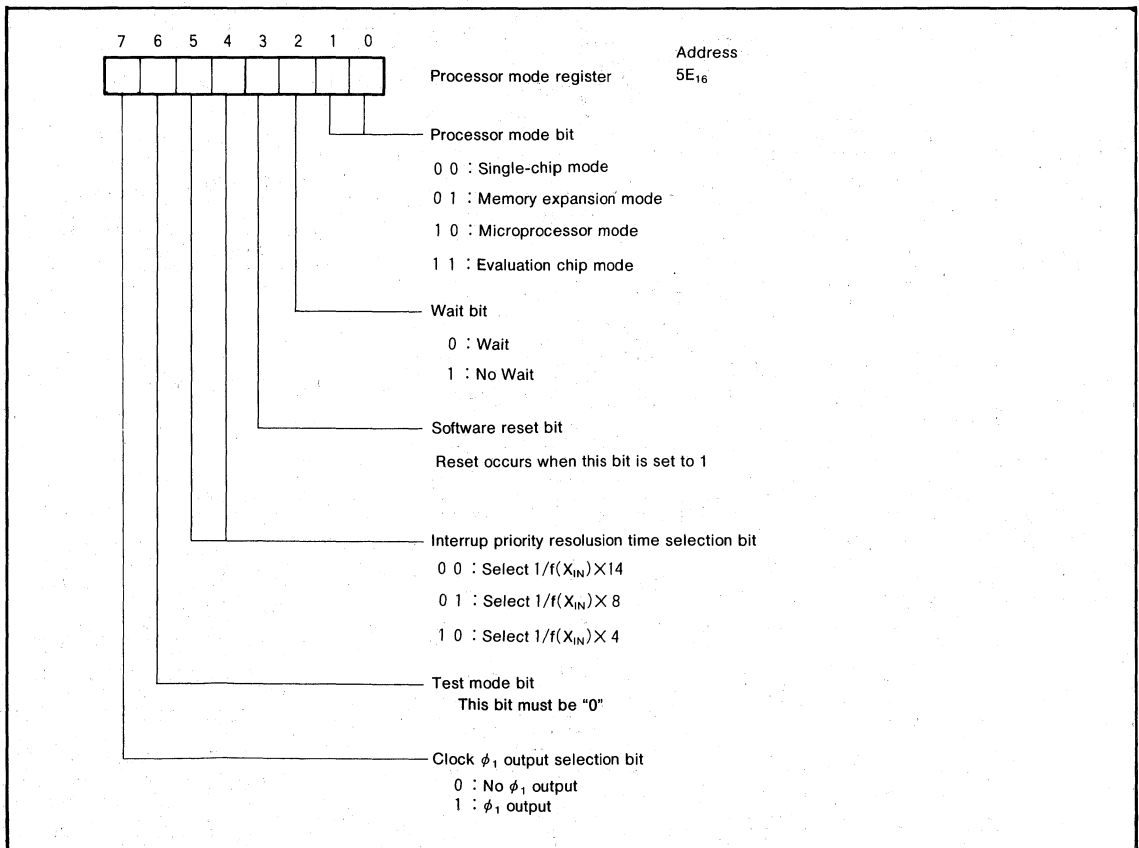 7 6 5 4 3 2 1 0
Address
Processor mode register 5E₁₆
Processor mode bit
0 0 : Single-chip mode
0 1 : Memory expansion mode
1 0 : Microprocessor mode
1 1 : Evaluation chip mode
Wait bit
0 : Wait
1 : No Wait
Software reset bit
Reset occurs when this bit is set to 1
Interrup priority resolusion time selection bit
0 0 : Select 1/f(X_IN)×14
0 1 : Select 1/f(X_IN)× 8
1 0 : Select 1/f(X_IN)× 4
Test mode bit
This bit must be “0”
Clock ϕ₁ output selection bit
0 : No ϕ₁ output
1 : ϕ₁ output